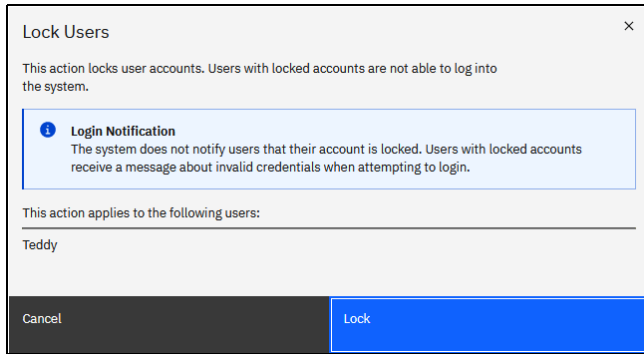 Lock Users
This action locks user accounts. Users with locked accounts are not able to log into
the system.
Login Notification
The system does not notify users that their account is locked. Users with locked accounts
receive a message about invalid credentials when attempting to login.
This action applies to the following users:
Teddy
Cancel
Lock